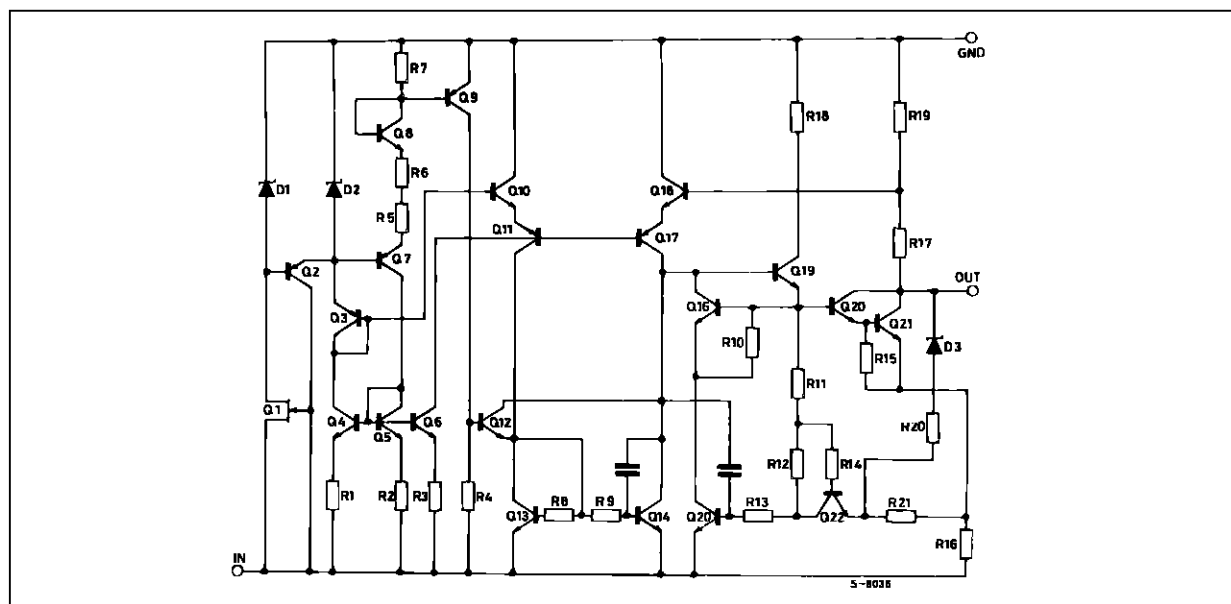 R7
GND
Q9
R18
R19
Q8
R6
D1
D2
Q10
Q18
R5
Q11
Q17
R17
Q2
Q7
Q19
OUT
Q3
Q16
Q20
Q21
R10
R15
D3
R11
Q1
Q4
Q5
Q6
Q12
R20
R12
R14
R1
R2
R3
R4
R8
R9
R13
R21
Q13
Q14
Q20
Q22
R16
IN
S-8036